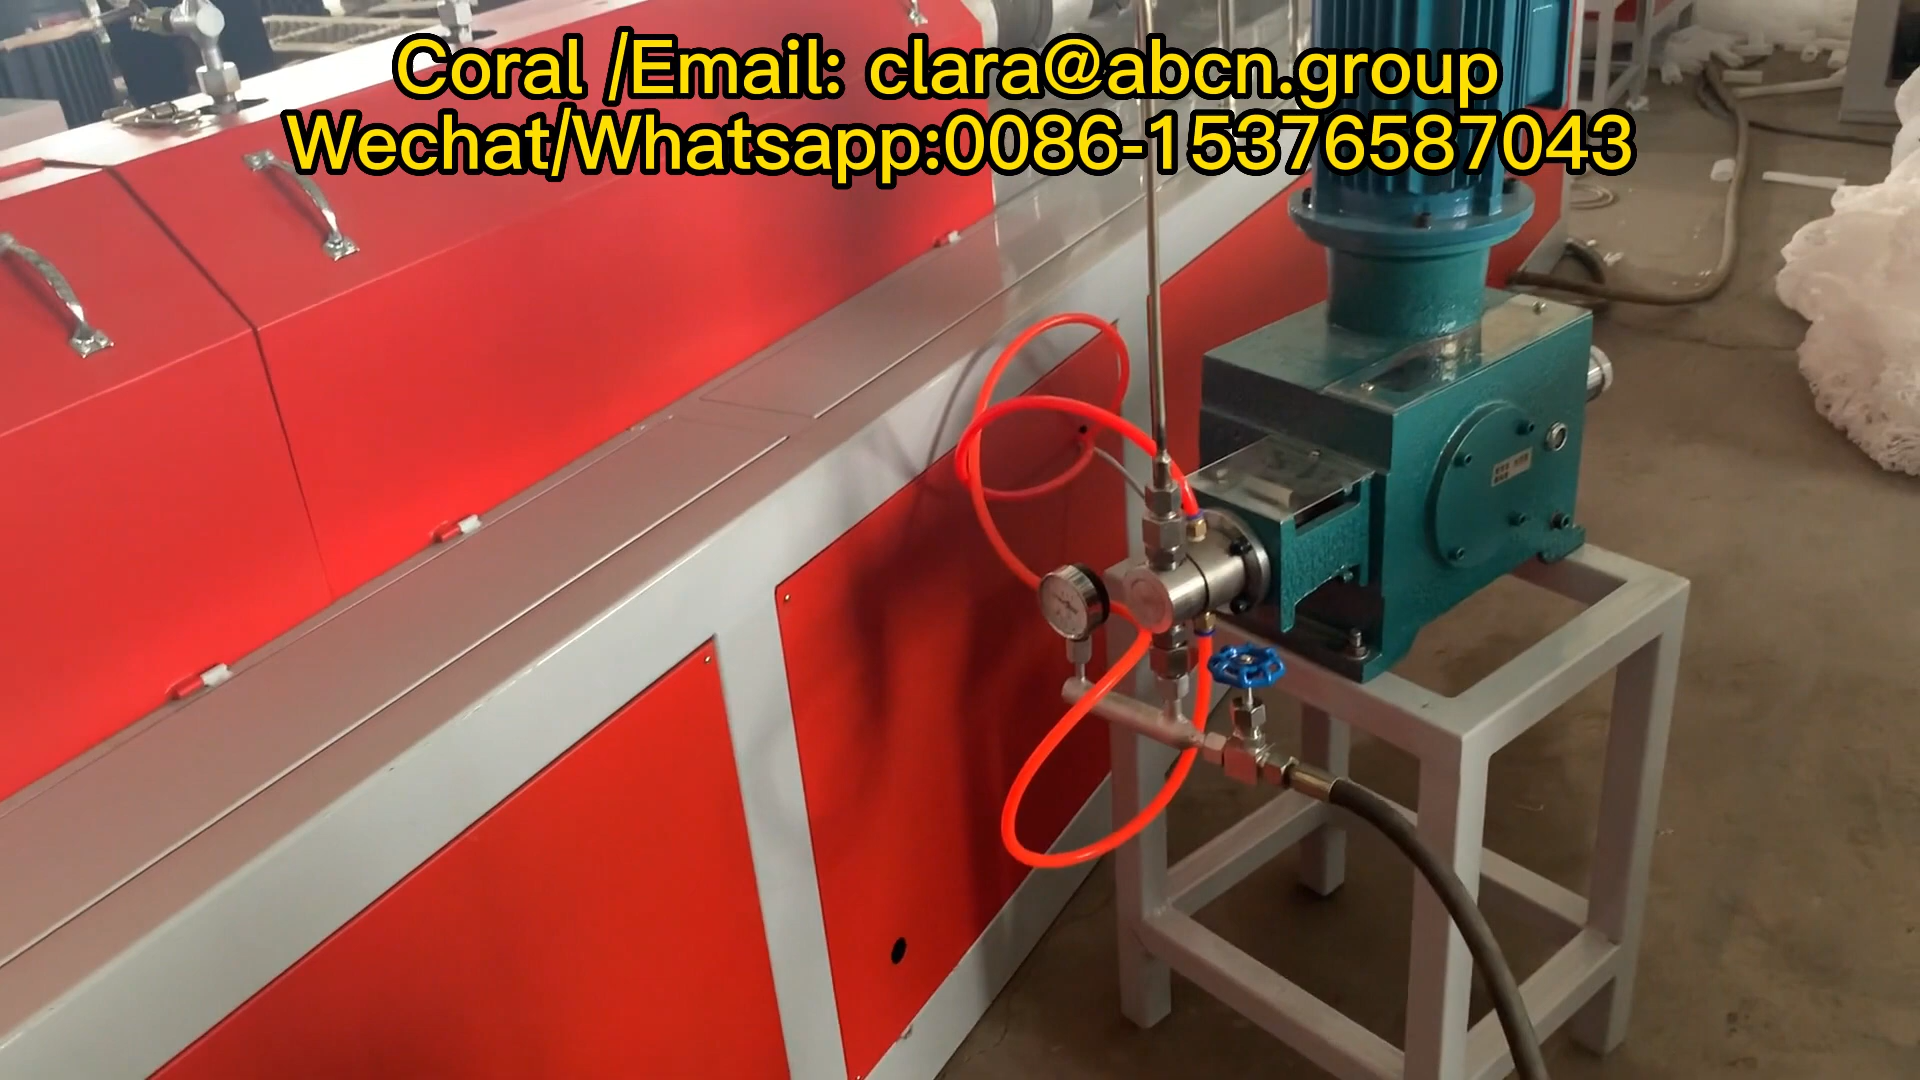 Coral /Email: clara@abcn.group
Wechat/Whatsapp:0086-15376587043